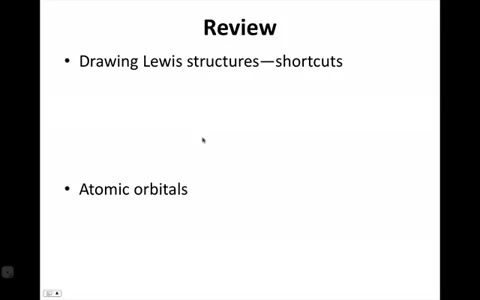 Review
• Drawing Lewis structures—shortcuts
• Atomic orbitals